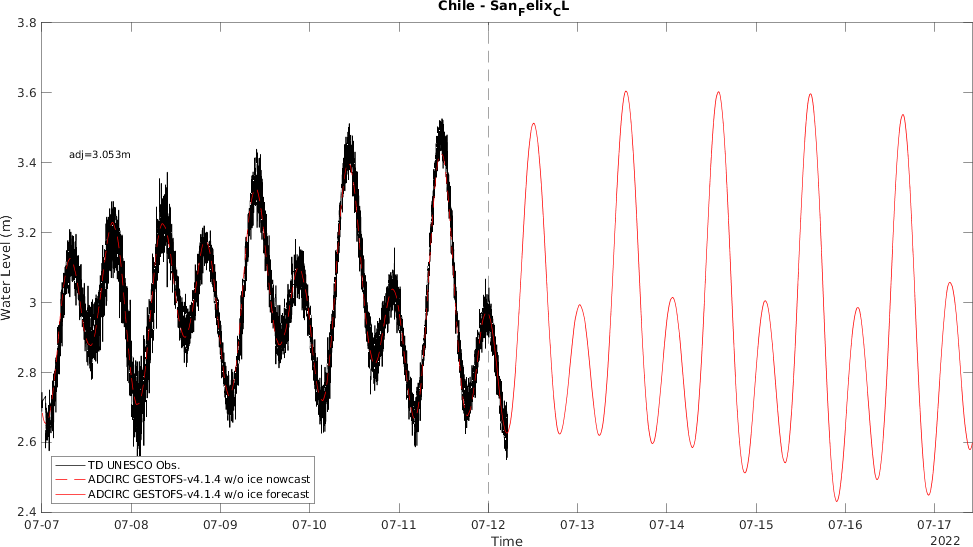 Chile - SanFelixCL
3.8
3.6
3.4
3.2
3
2.8
2.6
2.4
Water Level (m)
adj=3.053m
TD UNESCO Obs.
ADCIRC GESTOFS-v4.1.4 w/o ice nowcast
ADCIRC GESTOFS-v4.1.4 w/o ice forecast
07-07 07-08 07-09 07-10 07-11 07-12 07-13 07-14 07-15 07-16 07-17
Time
2022